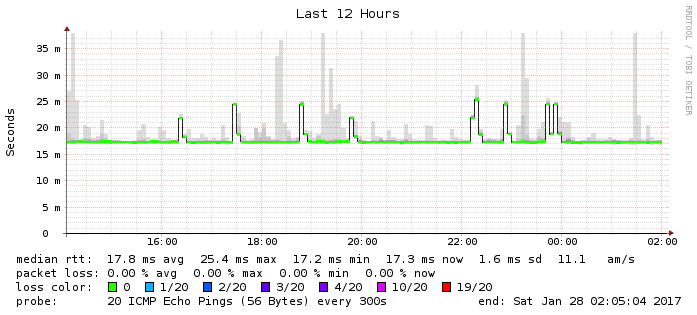 Last 12 Hours
RRDTOOL / TOBI OETIKER
Seconds
35 m
30 m
25 m
20 m
15 m
10 m
5 m
0
16:00 18:00 20:00 22:00 00:00 02:00
median rtt: 17.8 ms avg 25.4 ms max 17.2 ms min 17.3 ms now 1.6 ms sd 11.1 am/s
packet loss: 0.00 % avg 0.00 % max 0.00 % min 0.00 % now
loss color: 0 1/20 2/20 3/20 4/20 10/20 19/20
probe: 20 ICMP Echo Pings (56 Bytes) every 300s end: Sat Jan 28 02:05:04 2017